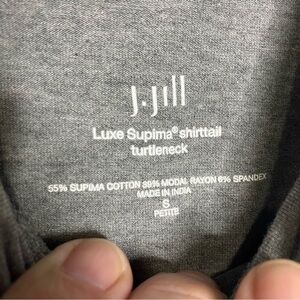 J.Jill
Luxe Supima® shirttail
turtleneck
55% SUPIMA COTTON 39% MODAL RAYON 6% SPANDEX
MADE IN INDIA
S
PETITE